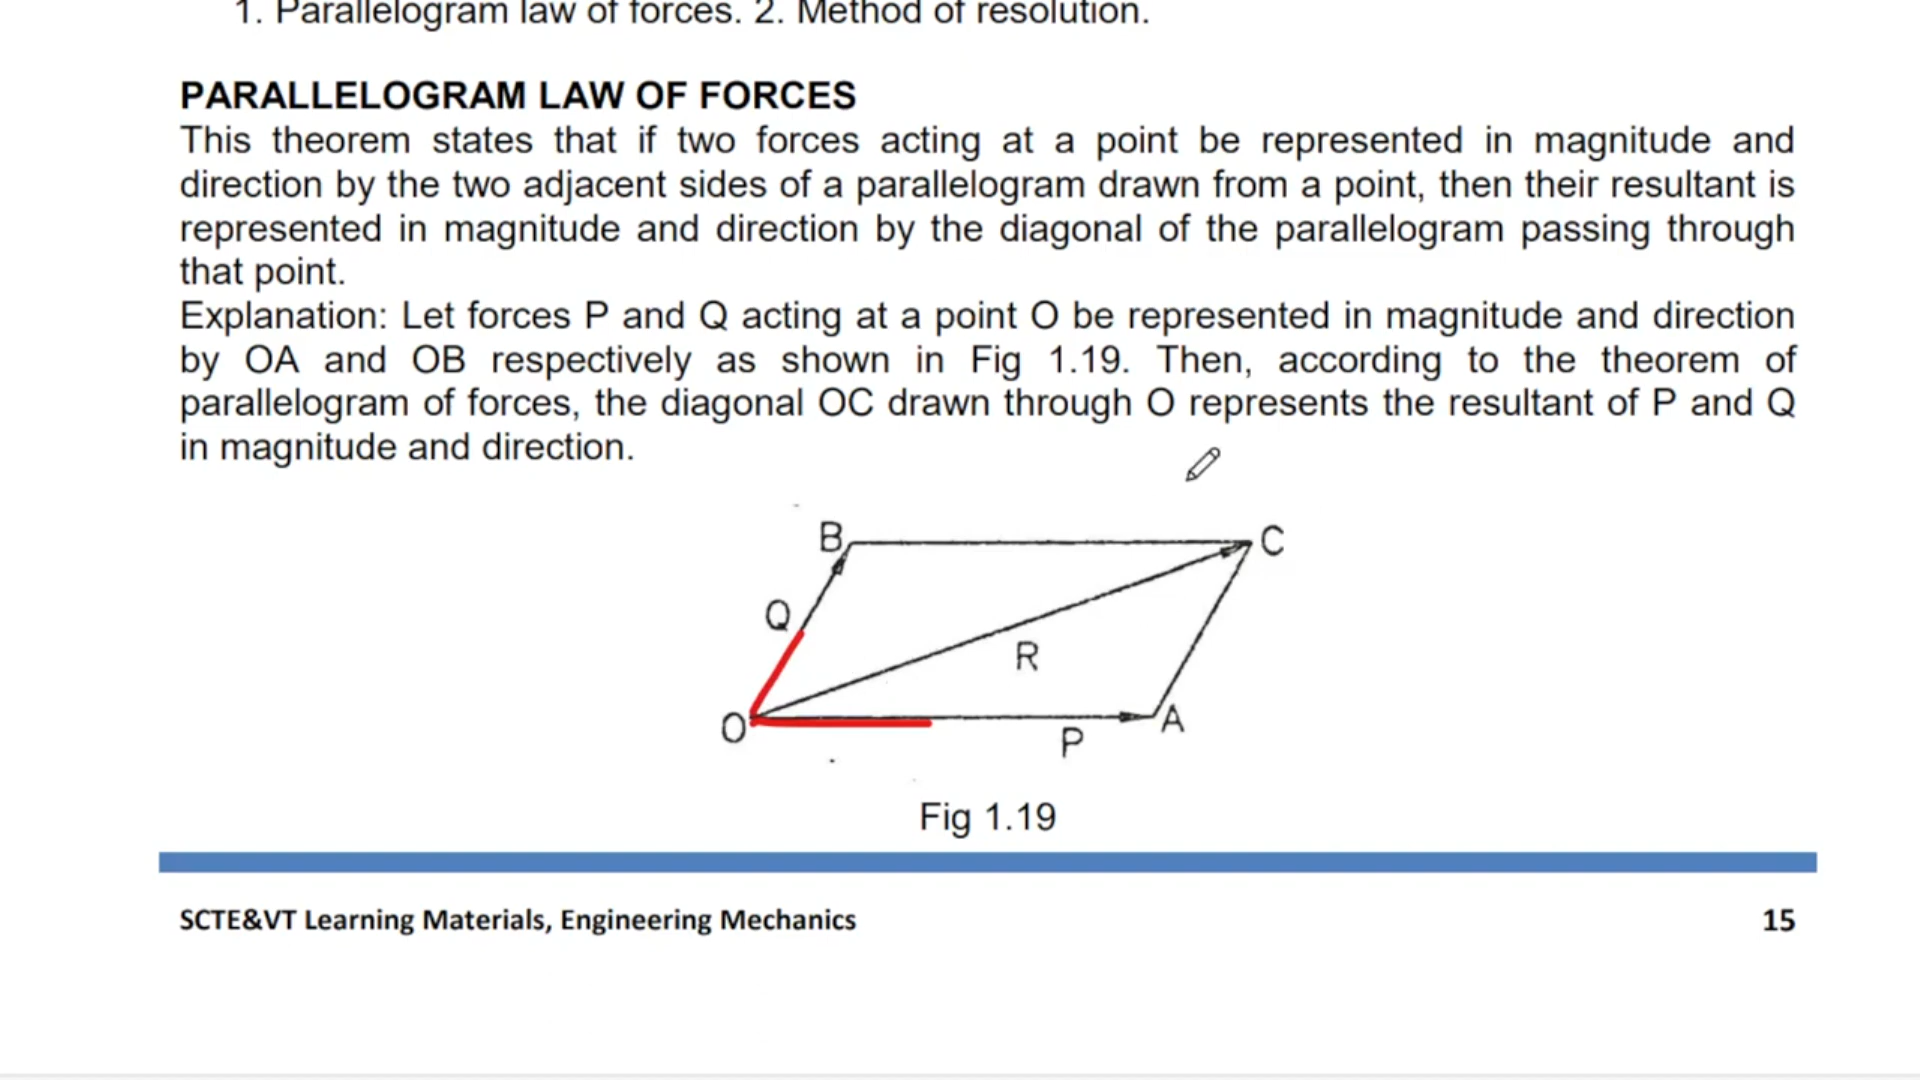 1. Parallelogram law of forces. 2. Method of resolution.
PARALLELOGRAM LAW OF FORCES
This theorem states that if two forces acting at a point be represented in magnitude and
direction by the two adjacent sides of a parallelogram drawn from a point, then their resultant is
represented in magnitude and direction by the diagonal of the parallelogram passing through
that point.
Explanation: Let forces P and Q acting at a point O be represented in magnitude and direction
by OA and OB respectively as shown in Fig 1.19. Then, according to the theorem of
parallelogram of forces, the diagonal OC drawn through O represents the resultant of P and Q
in magnitude and direction.
B
C
Q
R
O
A
P
Fig 1.19
SCTE&VT Learning Materials, Engineering Mechanics
15